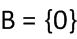 B = {0}